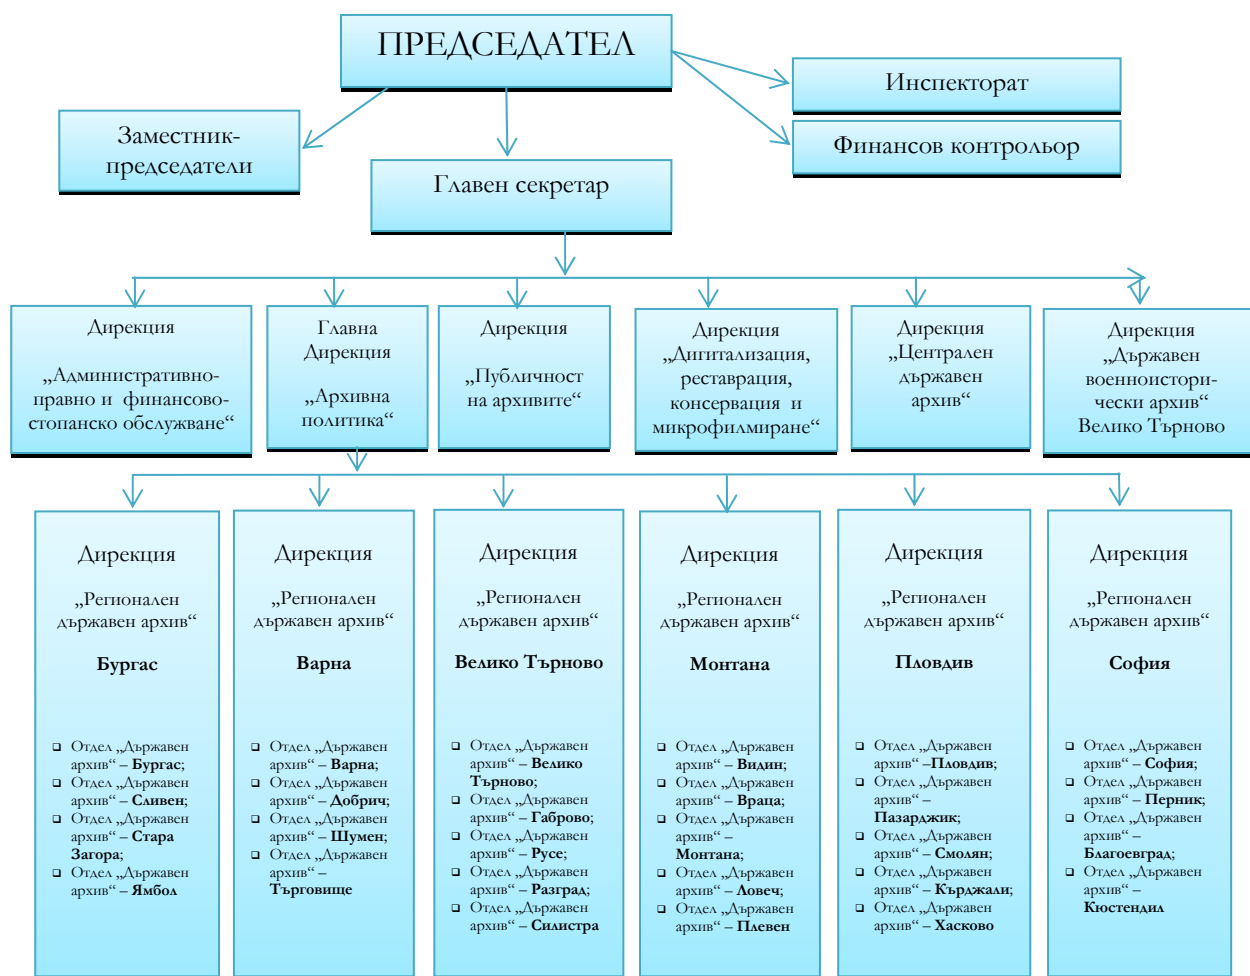 ПРЕДСЕДАТЕЛ
Инспекторат
Финансов контрольор
Заместник-
председатели
Главен секретар
Дирекция
„Административно-
правно и финансово-
стопанско обслужване“
Главна
Дирекция
„Архивна
политика“
Дирекция
„Публичност
на архивите“
Дирекция
„Дигитализация,
реставрация,
консервация и
микрофилмиране“
Дирекция
„Централен
държавен
архив“
Дирекция
„Държавен
военноистори-
чески архив“
Велико Търново
Дирекция
„Регионален
държавен архив“
Бургас
Отдел „Държавен
архив“ – Бургас;
Отдел „Държавен
архив“ – Сливен;
Отдел „Държавен
архив“ – Стара
Загора;
Отдел „Държавен
архив“ – Ямбол
Дирекция
„Регионален
държавен архив“
Варна
Отдел „Държавен
архив“ – Варна;
Отдел „Държавен
архив“ – Добрич;
Отдел „Държавен
архив“ – Шумен;
Отдел „Държавен
архив“ –
Търговище
Дирекция
„Регионален
държавен архив“
Велико Търново
Отдел „Държавен
архив“ – Велико
Търново;
Отдел „Държавен
архив“ – Габрово;
Отдел „Държавен
архив“ – Русе;
Отдел „Държавен
архив“ – Разград;
Отдел „Държавен
архив“ – Силистра
Дирекция
„Регионален
държавен архив“
Монтана
Отдел „Държавен
архив“ – Видин;
Отдел „Държавен
архив“ – Враца;
Отдел „Държавен
архив“ –
Монтана;
Отдел „Държавен
архив“ – Ловеч;
Отдел „Държавен
архив“ – Плевен
Дирекция
„Регионален
държавен архив“
Пловдив
Отдел „Държавен
архив“ –Пловдив;
Отдел „Държавен
архив“ –
Пазарджик;
Отдел „Държавен
архив“ – Смолян;
Отдел „Държавен
архив“ – Кърджали;
Отдел „Държавен
архив“ – Хасково
Дирекция
„Регионален
държавен архив“
София
Отдел „Държавен
архив“ – София;
Отдел „Държавен
архив“ – Перник;
Отдел „Държавен
архив“ –
Благоевград;
Отдел „Държавен
архив“ –
Кюстендил